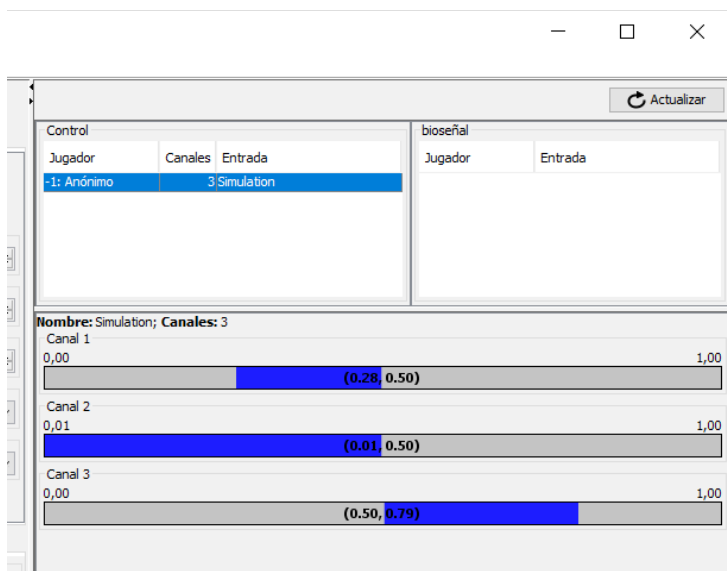 Actualizar
Control
Jugador Canales Entrada
-1: Anónimo 3 Simulation
bioseñal
Jugador Entrada
Nombre: Simulation; Canales: 3
Canal 1
0,00 1,00
(0.28, 0.50)
Canal 2
0,01 1,00
(0.01, 0.50)
Canal 3
0,00 1,00
(0.50, 0.79)